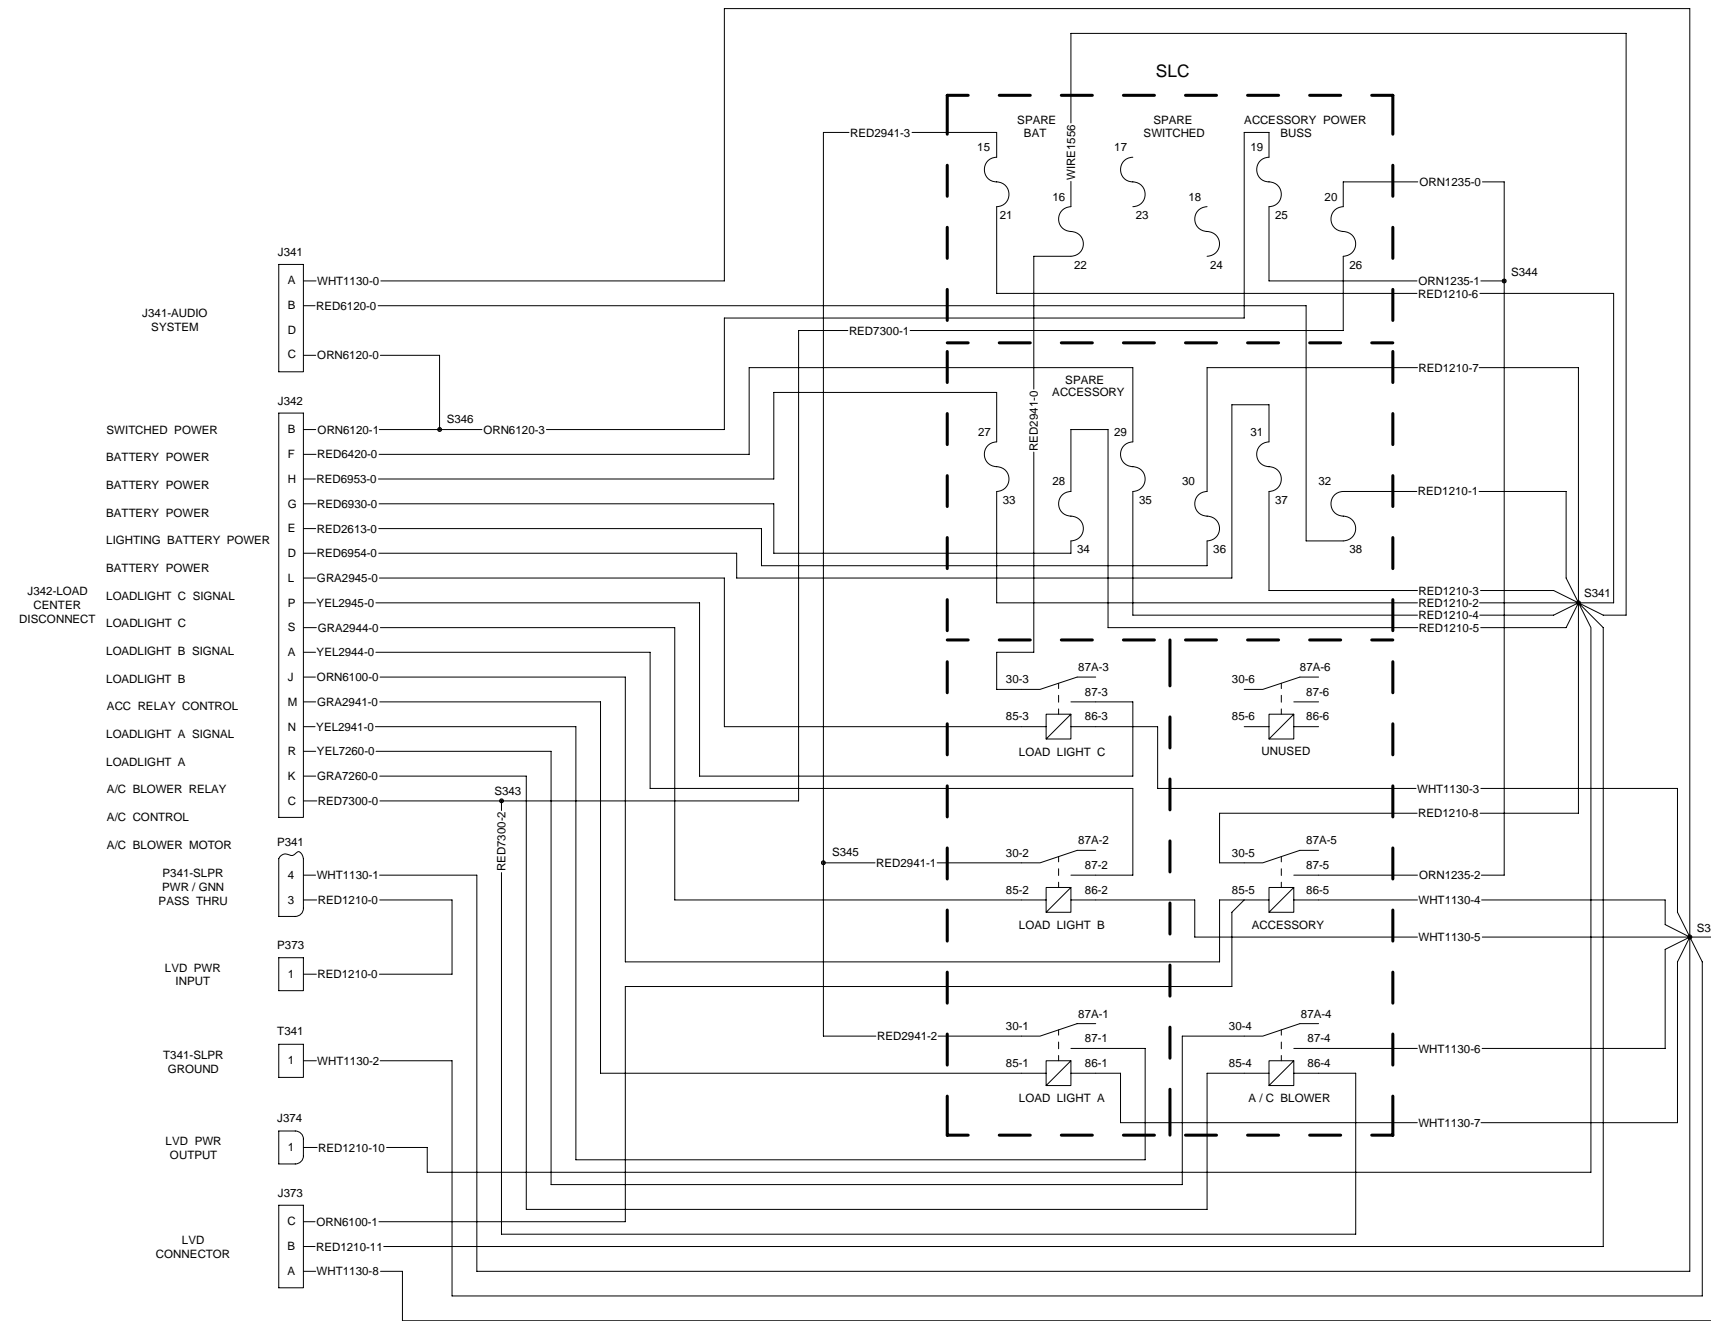 SLC
SPARE
BAT
SPARE
SWITCHED
ACCESSORY POWER
BUSS
RED2941-3
WIRE1556
15
17
19
16
18
20
21
23
25
22
24
26
ORN1235-0
ORN1235-1
S344
RED1210-6
RED7300-1
J341
J341-AUDIO
SYSTEM
A WHT1130-0
B RED6120-0
D
C ORN6120-0
RED1210-7
SPARE
ACCESSORY
RED2941-0
27
29
31
28
30
32
33
35
37
34
36
38
RED1210-1
RED1210-3
RED1210-2
RED1210-4
RED1210-5
S341
J342
S346
ORN6120-3
J342-LOAD
CENTER
DISCONNECT
SWITCHED POWER
BATTERY POWER
BATTERY POWER
BATTERY POWER
LIGHTING BATTERY POWER
BATTERY POWER
LOADLIGHT C SIGNAL
LOADLIGHT C
LOADLIGHT B SIGNAL
LOADLIGHT B
ACC RELAY CONTROL
LOADLIGHT A SIGNAL
LOADLIGHT A
A/C BLOWER RELAY
A/C CONTROL
A/C BLOWER MOTOR
B ORN6120-1
F RED6420-0
H RED6953-0
G RED6930-0
E RED2613-0
D RED6954-0
L GRA2945-0
P YEL2945-0
S GRA2944-0
A YEL2944-0
J ORN6100-0
M GRA2941-0
N YEL2941-0
R YEL7260-0
K GRA7260-0
C RED7300-0
S343
RED7300-2
30-3
87A-3
87-3
85-3
86-3
LOAD LIGHT C
30-6
87A-6
87-6
85-6
86-6
UNUSED
WHT1130-3
RED1210-8
S345
RED2941-1
30-2
87A-2
87-2
85-2
86-2
LOAD LIGHT B
30-5
87A-5
87-5
85-5
86-5
ACCESSORY
ORN1235-2
WHT1130-4
WHT1130-5
S3
P341
P341-SLPR
PWR / GNN
PASS THRU
4 WHT1130-1
3 RED1210-0
P373
LVD PWR
INPUT
1 RED1210-0
RED2941-2
30-1
87A-1
87-1
85-1
86-1
LOAD LIGHT A
30-4
87A-4
87-4
85-4
86-4
A / C BLOWER
WHT1130-6
WHT1130-7
T341
T341-SLPR
GROUND
1 WHT1130-2
J374
LVD PWR
OUTPUT
1 RED1210-10
J373
LVD
CONNECTOR
C ORN6100-1
B RED1210-11
A WHT1130-8